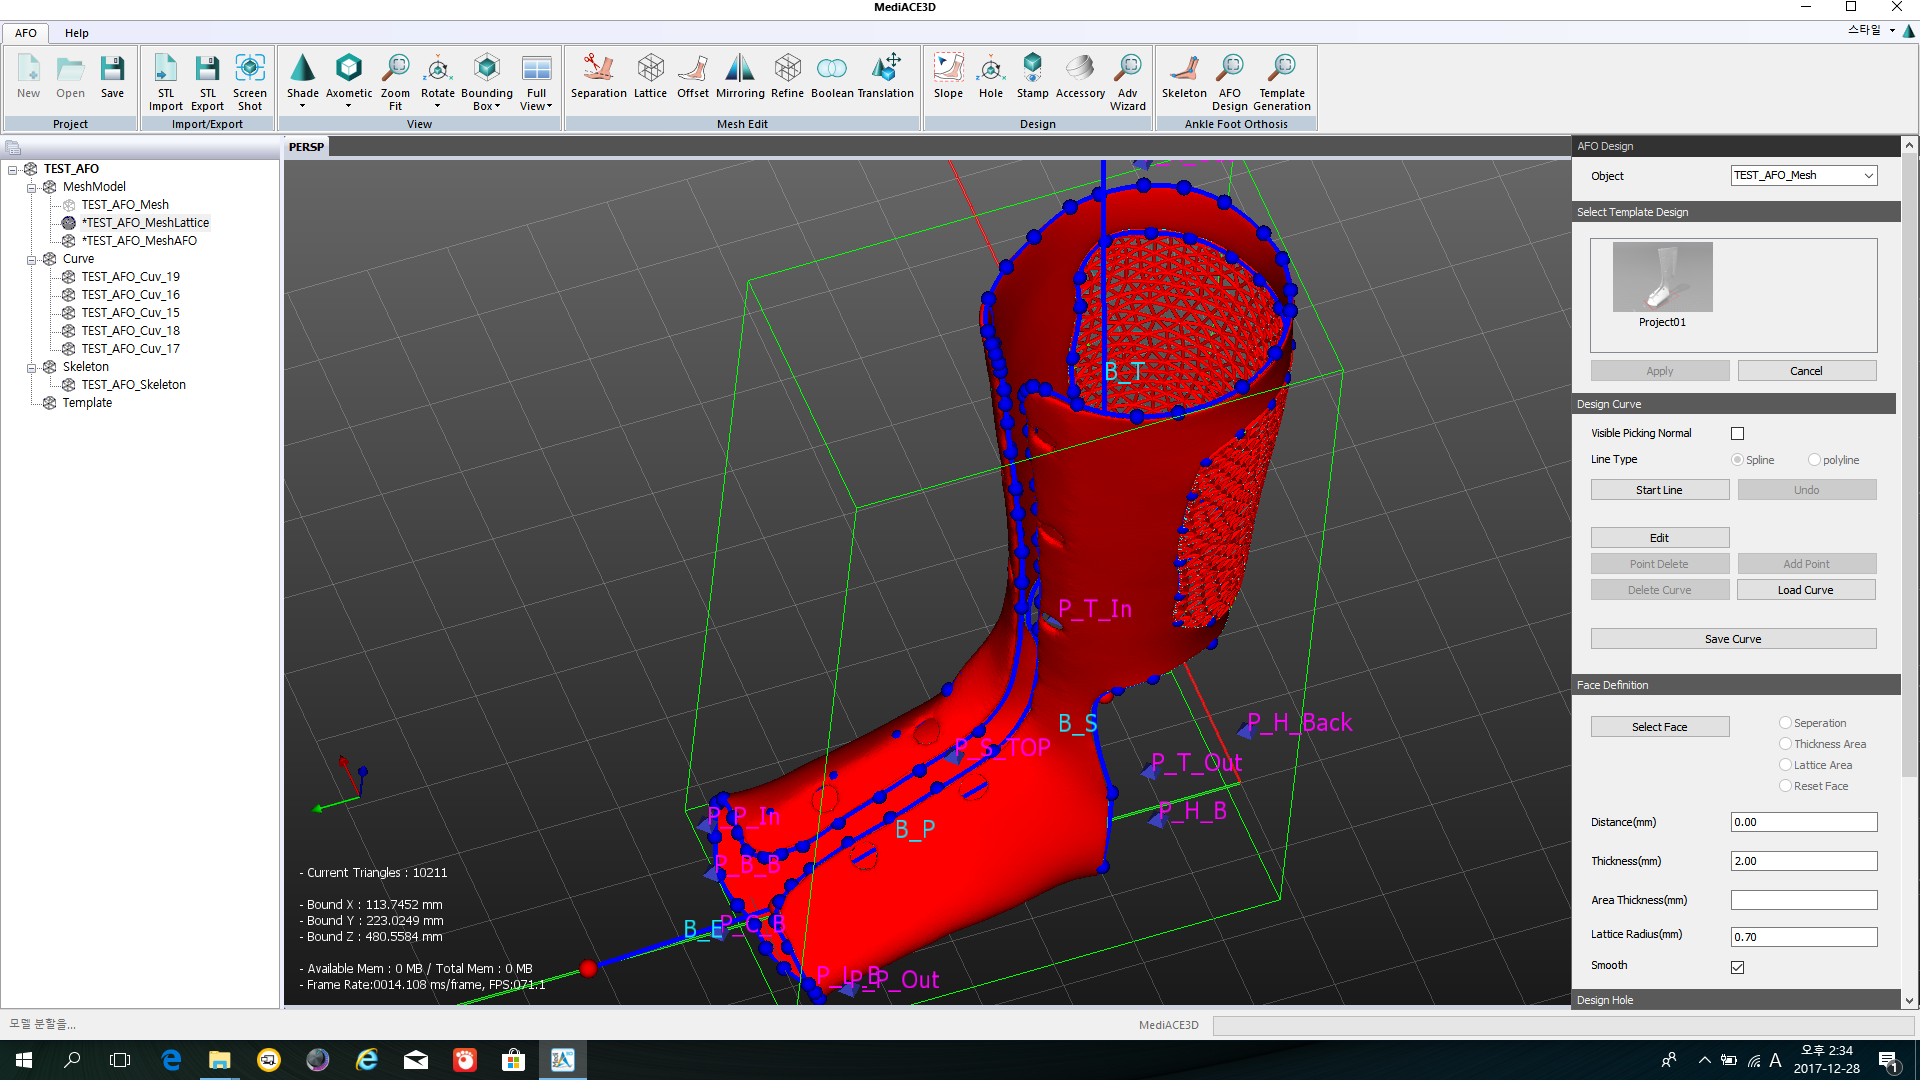 MediACE3D
AFO
Help
스타일
New
Open
Save
STL Import
STL Export
Screen Shot
Shade
Axometic
Zoom Fit
Rotate
Bounding Box
Full View
Separation
Lattice
Offset
Mirroring
Refine
Boolean
Translation
Slope
Hole
Stamp
Accessory
Adv Wizard
Skeleton
AFO Design
Template Generation
Project
Import/Export
View
Mesh Edit
Design
Ankle Foot Orthosis
TEST_AFO
MeshModel
TEST_AFO_Mesh
*TEST_AFO_MeshLattice
*TEST_AFO_MeshAFO
Curve
TEST_AFO_Cuv_19
TEST_AFO_Cuv_16
TEST_AFO_Cuv_15
TEST_AFO_Cuv_18
TEST_AFO_Cuv_17
Skeleton
TEST_AFO_Skeleton
Template
PERSP
B_T
P_T_In
B_S
P_H_Back
P_S_TOP
P_T_Out
P_H_B
P_P_In
B_P
P_B_B
B_E
P_C_B
P_L_B
P_P_Out
- Current Triangles : 10211
- Bound X : 113.7452 mm
- Bound Y : 223.0249 mm
- Bound Z : 480.5584 mm
- Available Mem : 0 MB / Total Mem : 0 MB
- Frame Rate:0014.108 ms/frame, FPS:071.1
AFO Design
Object
TEST_AFO_Mesh
Select Template Design
Project01
Apply
Cancel
Design Curve
Visible Picking Normal
Line Type
Spline
polyline
Start Line
Undo
Edit
Point Delete
Add Point
Delete Curve
Load Curve
Save Curve
Face Definition
Select Face
Seperation
Thickness Area
Lattice Area
Reset Face
Distance(mm)
0.00
Thickness(mm)
2.00
Area Thickness(mm)
Lattice Radius(mm)
0.70
Smooth
Design Hole
모델 분할을...
MediACE3D
A
오후 2:34
2017-12-28
1